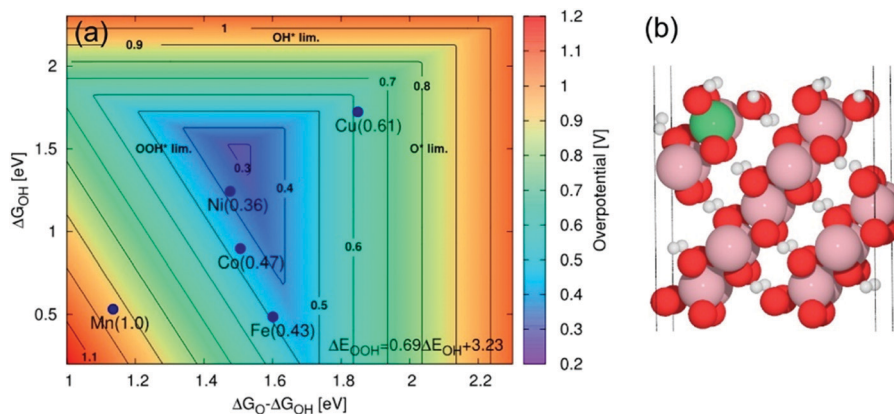 (a)
1
OH* lim.
0.9
0.8
0.7
Cu(0.61)
OOH* lim.
O* lim.
0.3
0.4
Ni(0.36)
Co(0.47)
0.6
0.5
Mn(1.0)
Fe(0.43)
1.1
ΔE_OOH=0.69ΔE_OH+3.23
2
1.5
1
0.5
ΔG_OH [eV]
1 1.2 1.4 1.6 1.8 2 2.2
ΔG_O-ΔG_OH [eV]
1.2
1.1
1
0.9
0.8
0.7
0.6
0.5
0.4
0.3
0.2
Overpotential [V]
(b)